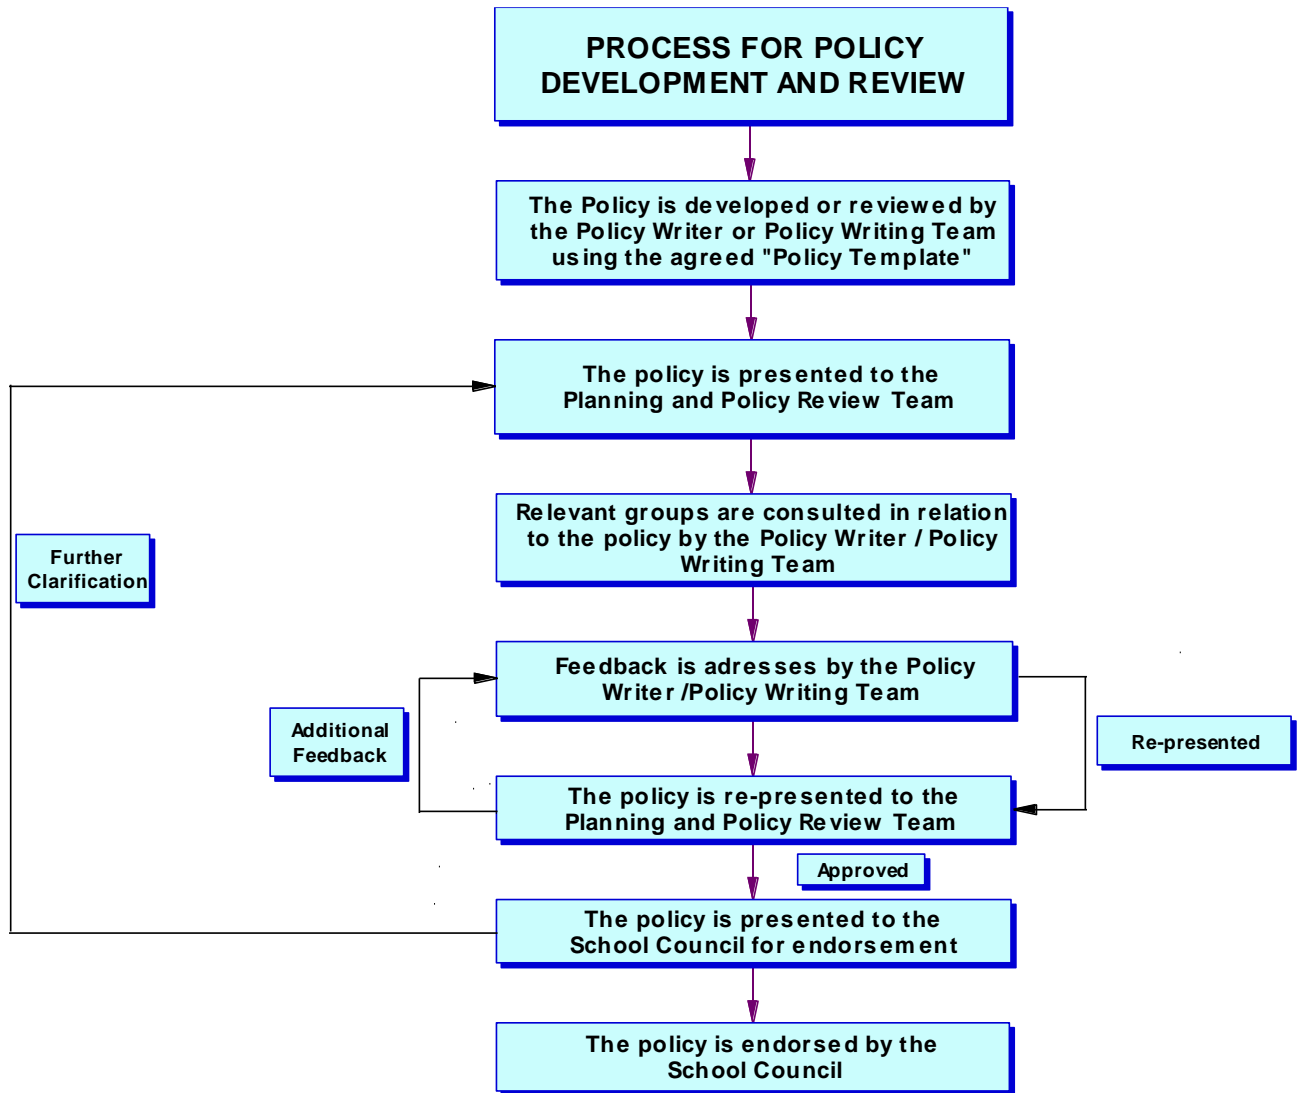 PROCESS FOR POLICY
DEVELOPMENT AND REVIEW
The Policy is developed or reviewed by
the Policy Writer or Policy Writing Team
using the agreed "Policy Template"
The policy is presented to the
Planning and Policy Review Team
Relevant groups are consulted in relation
to the policy by the Policy Writer / Policy
Writing Team
Further
Clarification
Feedback is adresses by the Policy
Writer /Policy Writing Team
Additional
Feedback
Re-presented
The policy is re-presented to the
Planning and Policy Review Team
Approved
The policy is presented to the
School Council for endorsement
The policy is endorsed by the
School Council